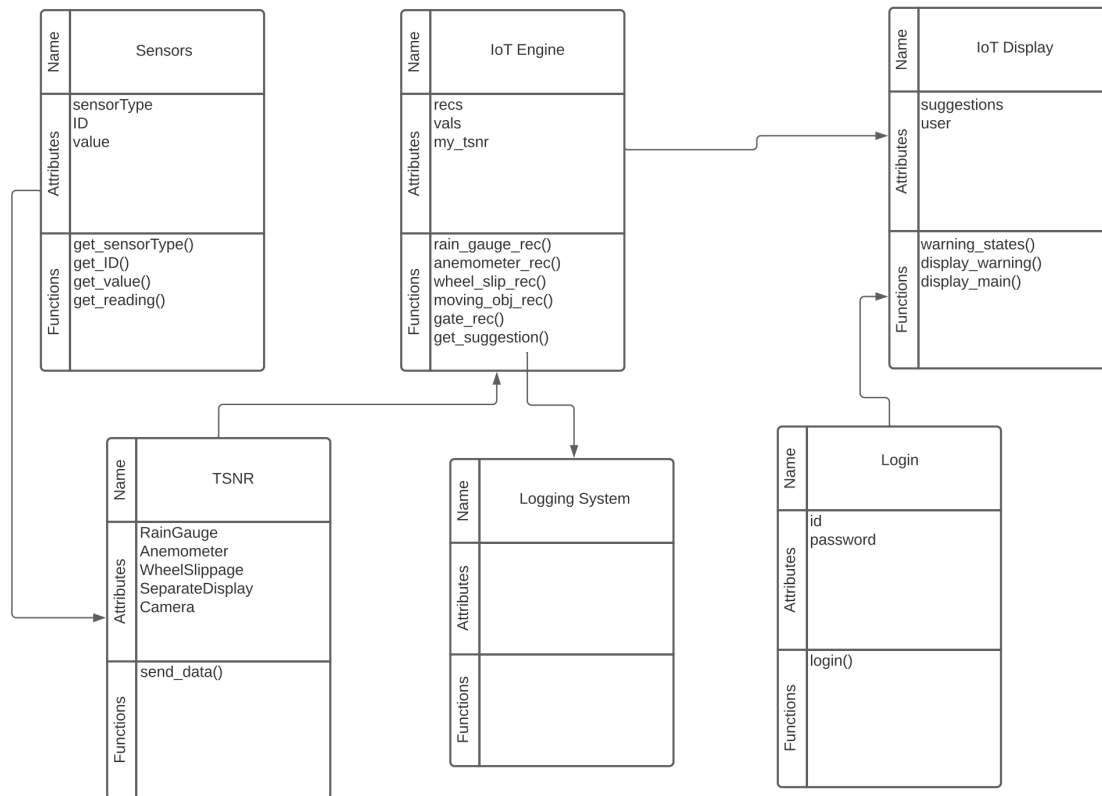 Name
Sensors
Attributes
sensorType
ID
value
Functions
get_sensorType()
get_ID()
get_value()
get_reading()
Name
IoT Engine
Attributes
recs
vals
my_tsnr
Functions
rain_gauge_rec()
anemometer_rec()
wheel_slip_rec()
moving_obj_rec()
gate_rec()
get_suggestion()
Name
IoT Display
Attributes
suggestions
user
Functions
warning_states()
display_warning()
display_main()
Name
TSNR
Attributes
RainGauge
Anemometer
WheelSlippage
SeparateDisplay
Camera
Functions
send_data()
Name
Logging System
Attributes
Functions
Name
Login
Attributes
id
password
Functions
login()